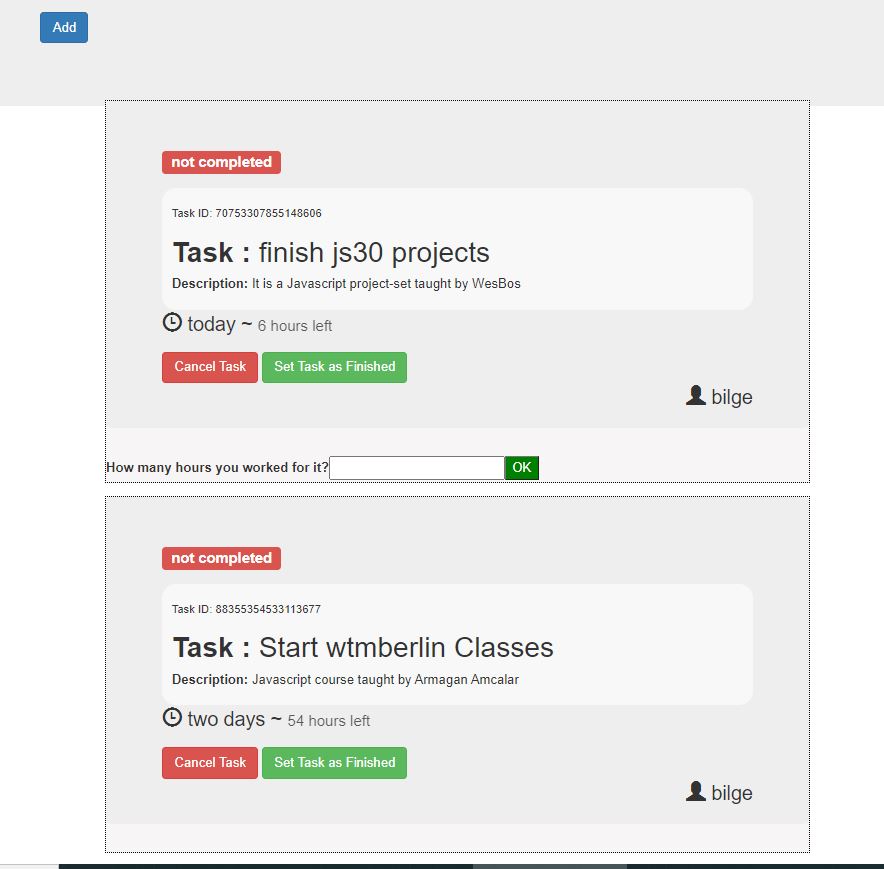 Add
not completed
Task ID: 70753307855148606
Task : finish js30 projects
Description: It is a Javascript project-set taught by WesBos
today ~ 6 hours left
Cancel Task Set Task as Finished
bilge
How many hours you worked for it? OK
not completed
Task ID: 88355354533113677
Task : Start wtmberlin Classes
Description: Javascript course taught by Armagan Amcalar
two days ~ 54 hours left
Cancel Task Set Task as Finished
bilge